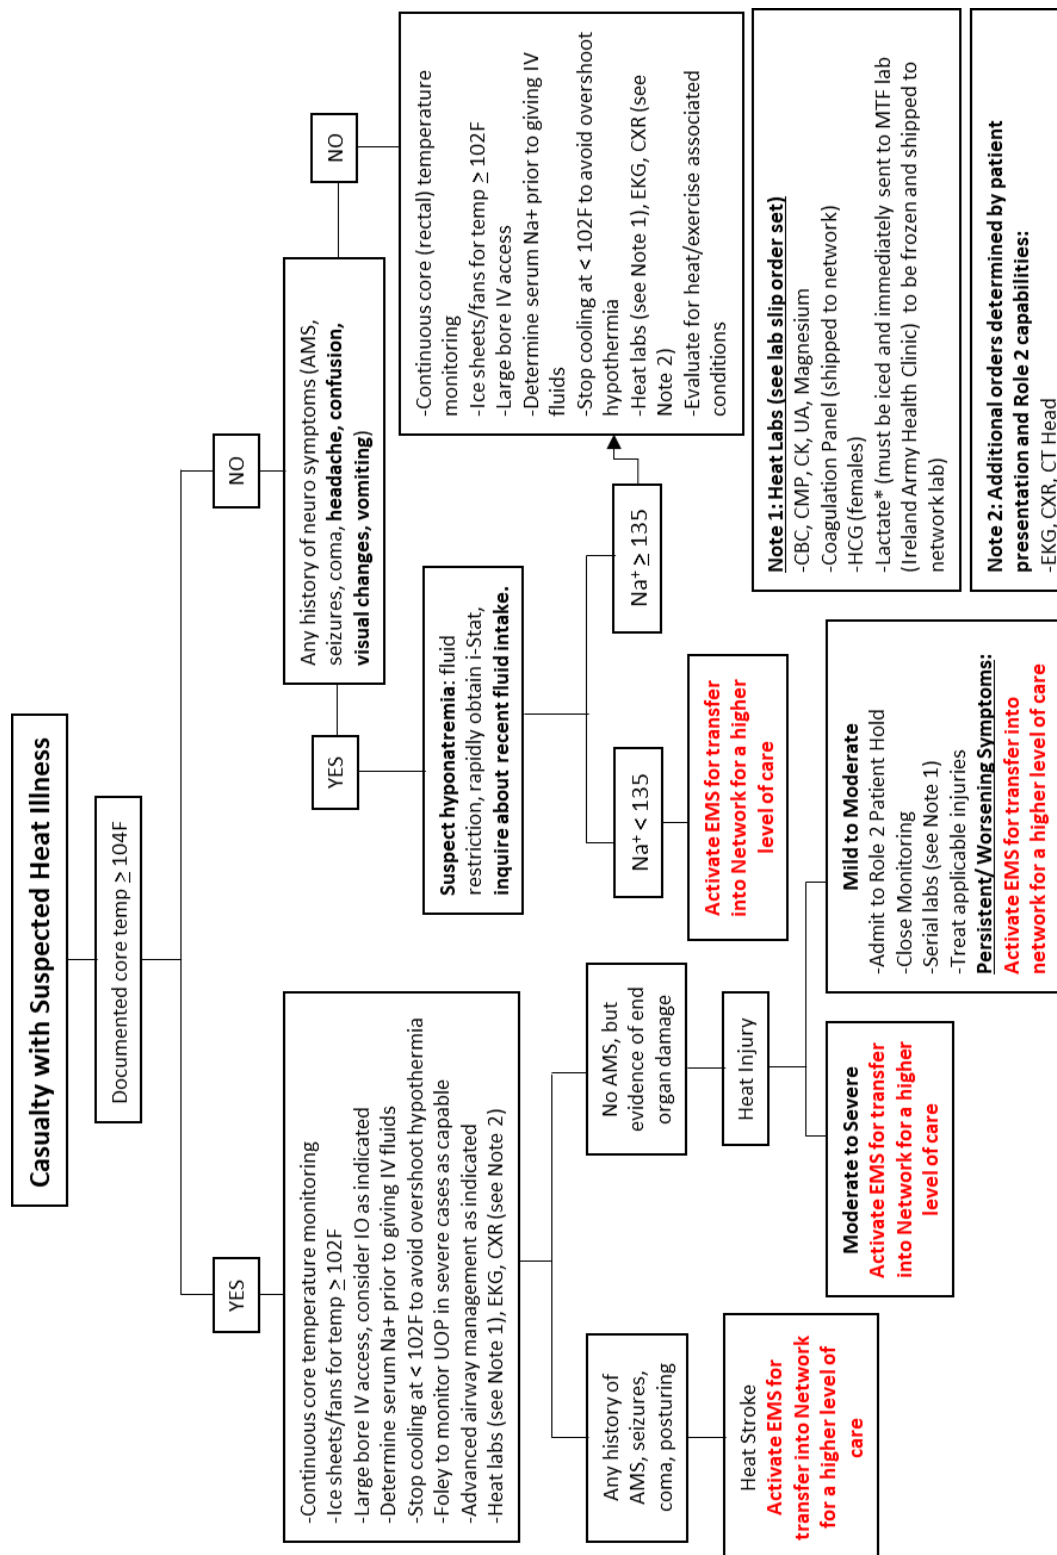 Casualty with Suspected Heat Illness
Documented core temp ≥ 104F
YES
NO
-Continuous core temperature monitoring
-Ice sheets/fans for temp ≥ 102F
-Large bore IV access, consider IO as indicated
-Determine serum Na+ prior to giving IV fluids
-Stop cooling at < 102F to avoid overshoot hypothermia
-Foley to monitor UOP in severe cases as capable
-Advanced airway management as indicated
-Heat labs (see Note 1), EKG, CXR (see Note 2)
Any history of
AMS, seizures,
coma, posturing
Heat Stroke
Activate EMS for
transfer into Network
for a higher level of
care
No AMS, but
evidence of end
organ damage
Heat Injury
Moderate to Severe
Activate EMS for transfer
into Network for a higher
level of care
Mild to Moderate
-Admit to Role 2 Patient Hold
-Close Monitoring
-Serial labs (see Note 1)
-Treat applicable injuries
Persistent/ Worsening Symptoms:
Activate EMS for transfer into
network for a higher level of care
Any history of neuro symptoms (AMS,
seizures, coma, headache, confusion,
visual changes, vomiting)
YES
NO
Suspect hyponatremia: fluid
restriction, rapidly obtain i-Stat,
inquire about recent fluid intake.
Na⁺ < 135
Na⁺ ≥ 135
Activate EMS for transfer
into Network for a higher
level of care
-Continuous core (rectal) temperature
monitoring
-Ice sheets/fans for temp ≥ 102F
-Large bore IV access
-Determine serum Na+ prior to giving IV
fluids
-Stop cooling at < 102F to avoid overshoot
hypothermia
-Heat labs (see Note 1), EKG, CXR (see
Note 2)
-Evaluate for heat/exercise associated
conditions
Note 1: Heat Labs (see lab slip order set)
-CBC, CMP, CK, UA, Magnesium
-Coagulation Panel (shipped to network)
-HCG (females)
-Lactate* (must be iced and immediately sent to MTF lab
(Ireland Army Health Clinic) to be frozen and shipped to
network lab)
Note 2: Additional orders determined by patient
presentation and Role 2 capabilities:
-EKG, CXR, CT Head